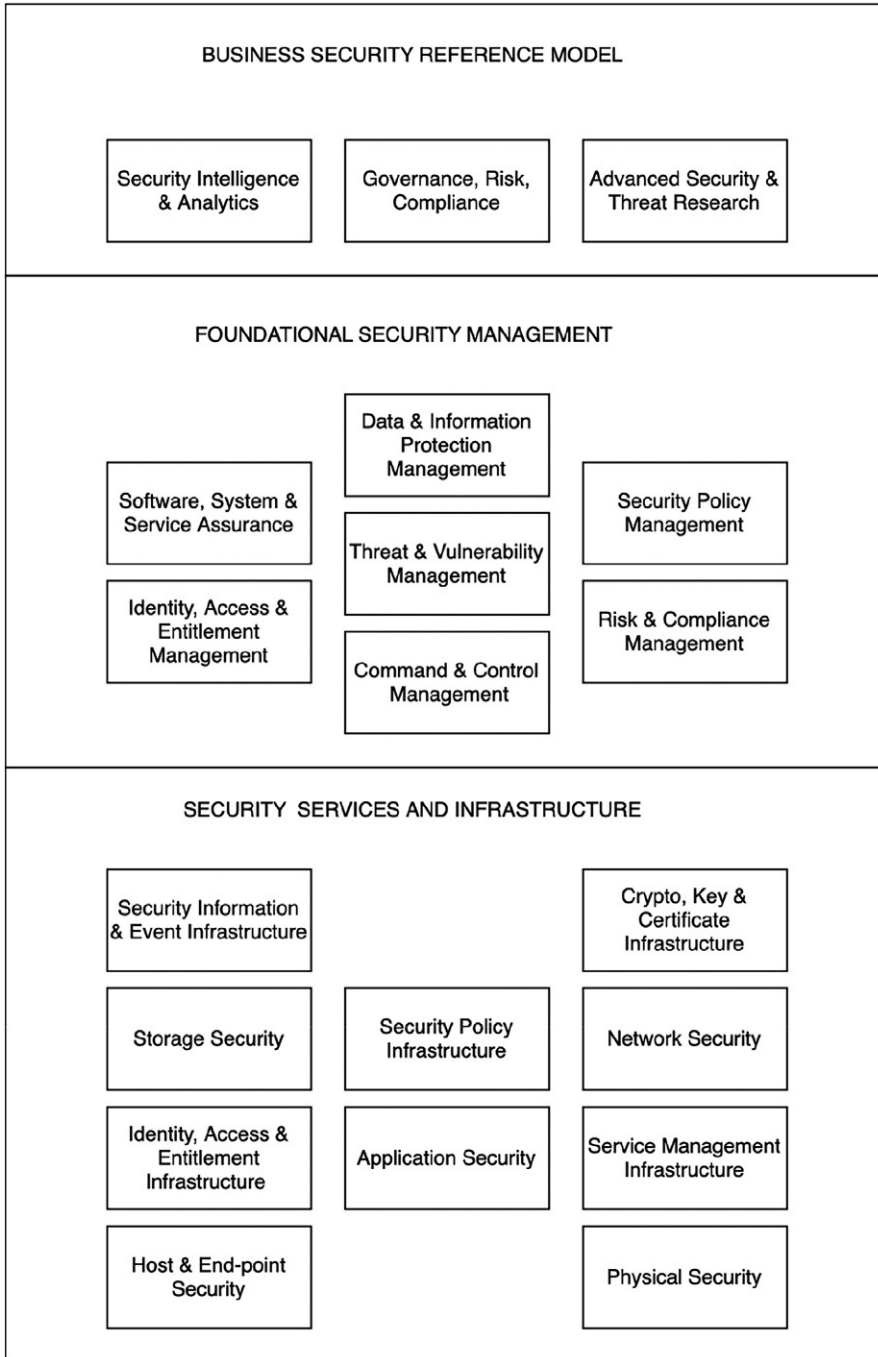 BUSINESS SECURITY REFERENCE MODEL
Security Intelligence
& Analytics
Governance, Risk,
Compliance
Advanced Security &
Threat Research
FOUNDATIONAL SECURITY MANAGEMENT
Data & Information
Protection
Management
Software, System &
Service Assurance
Security Policy
Management
Threat & Vulnerability
Management
Identity, Access &
Entitlement
Management
Risk & Compliance
Management
Command & Control
Management
SECURITY SERVICES AND INFRASTRUCTURE
Security Information
& Event Infrastructure
Crypto, Key &
Certificate
Infrastructure
Storage Security
Security Policy
Infrastructure
Network Security
Identity, Access &
Entitlement
Infrastructure
Application Security
Service Management
Infrastructure
Host & End-point
Security
Physical Security